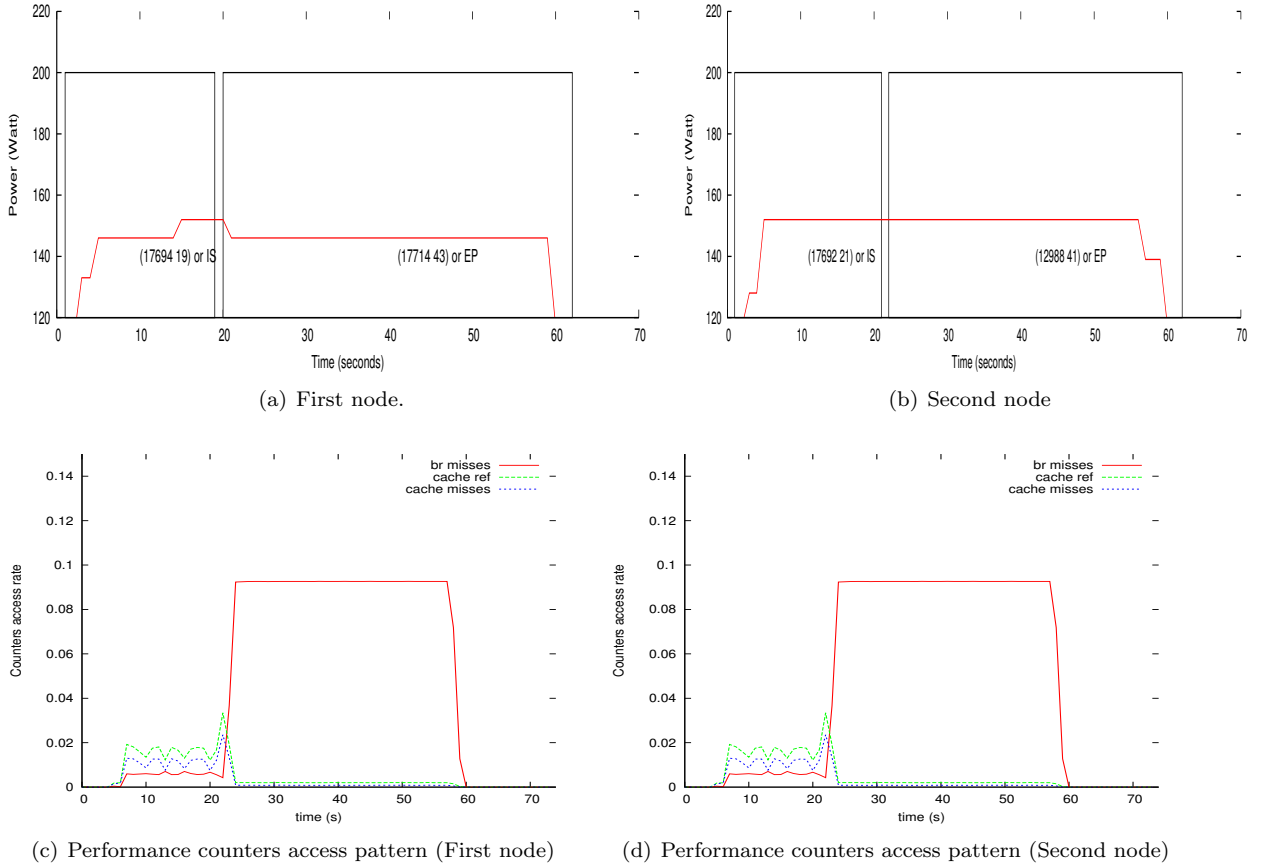 220
200
180
160
140
120
Power (Watt)
(17694 19) or IS
(17714 43) or EP
0 10 20 30 40 50 60 70
Time (seconds)
(a) First node.
220
200
180
160
140
120
Power (Watt)
(17692 21) or IS
(12988 41) or EP
0 10 20 30 40 50 60 70
Time (seconds)
(b) Second node
br misses
cache ref
cache misses
0.14
0.12
0.1
0.08
0.06
0.04
0.02
0
Counters access rate
0 10 20 30 40 50 60 70
time (s)
(c) Performance counters access pattern (First node)
br misses
cache ref
cache misses
0.14
0.12
0.1
0.08
0.06
0.04
0.02
0
Counters access rate
0 10 20 30 40 50 60 70
time (s)
(d) Performance counters access pattern (Second node)